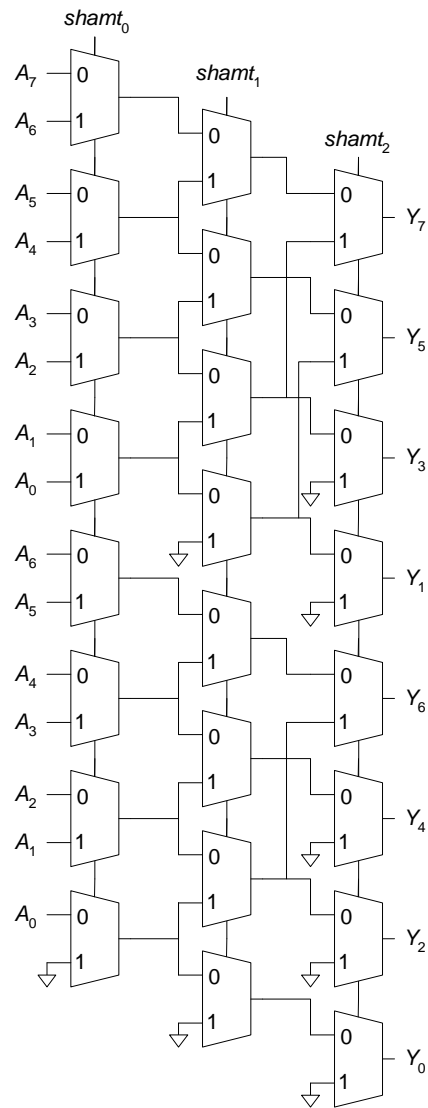 shamt₀
shamt₁
shamt₂
A₇ 0
A₆ 1
0
1
0
1
Y₇
A₅ 0
A₄ 1
0
1
0
1
Y₅
A₃ 0
A₂ 1
0
1
0
1
Y₃
A₁ 0
A₀ 1
0
1
0
1
Y₁
A₆ 0
A₅ 1
0
1
0
1
Y₆
A₄ 0
A₃ 1
0
1
0
1
Y₄
A₂ 0
A₁ 1
0
1
0
1
Y₂
A₀ 0
1
0
1
0
1
Y₀